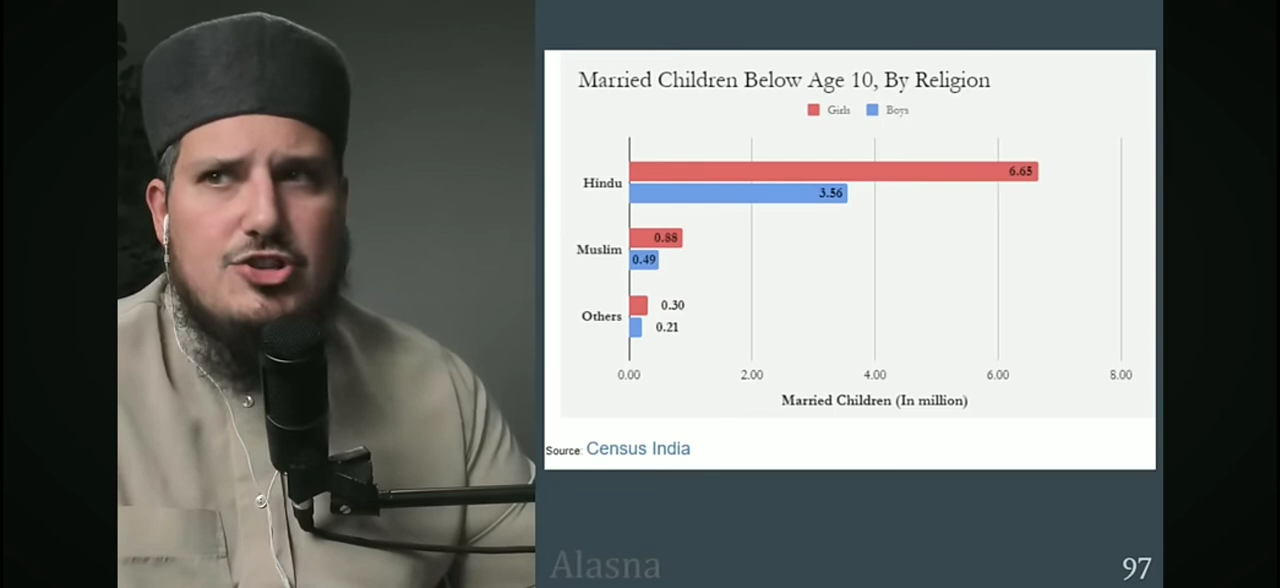 Married Children Below Age 10, By Religion
Girls Boys
Hindu 6.65
3.56
Muslim 0.88
0.49
Others 0.30
0.21
0.00 2.00 4.00 6.00 8.00
Married Children (In million)
Source: Census India
Alasna 97